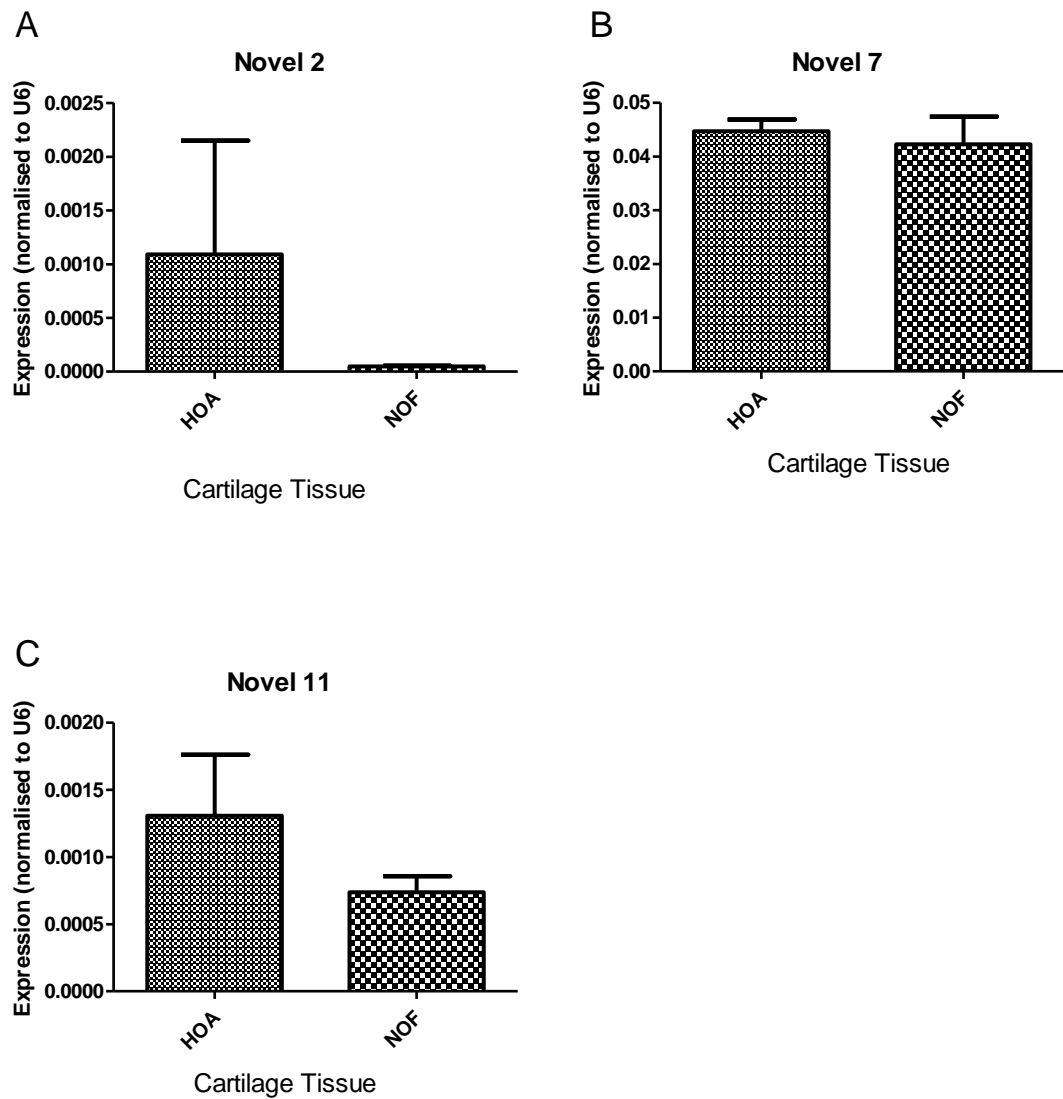 A
Novel 2
Expression (normalised to U6)
0.0025
0.0020
0.0015
0.0010
0.0005
0.0000
HOA
NOF
Cartilage Tissue
B
Novel 7
Expression (normalised to U6)
0.05
0.04
0.03
0.02
0.01
0.00
HOA
NOF
Cartilage Tissue
C
Novel 11
Expression (normalised to U6)
0.0020
0.0015
0.0010
0.0005
0.0000
HOA
NOF
Cartilage Tissue